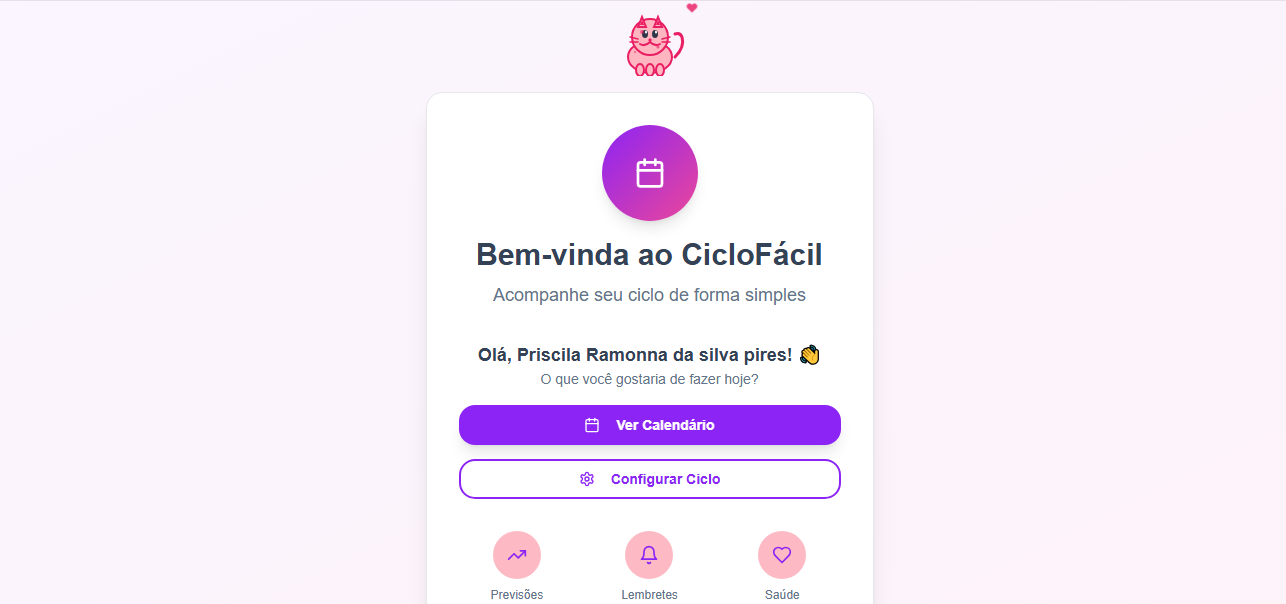 Bem-vinda ao CicloFácil
Acompanhe seu ciclo de forma simples
Olá, Priscila Ramonna da silva pires! 👏
O que você gostaria de fazer hoje?
Ver Calendário
Configurar Ciclo
Previsões
Lembretes
Saúde